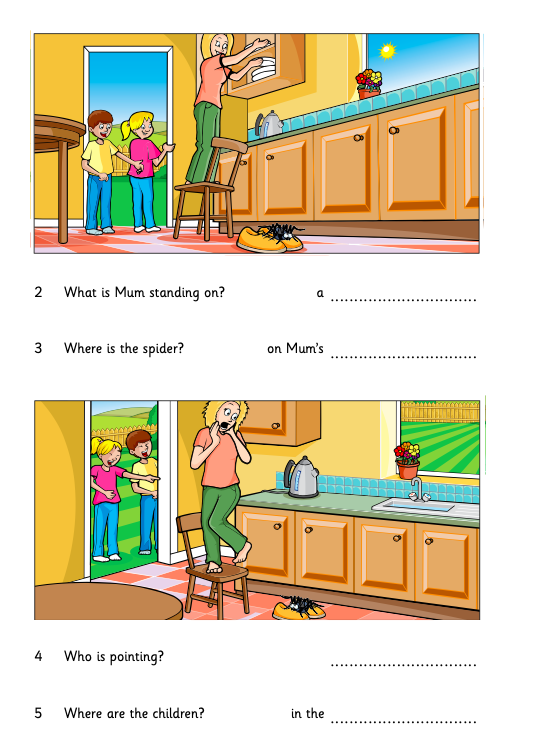 2 What is Mum standing on? a ................................
3 Where is the spider? on Mum's ................................
4 Who is pointing? ................................
5 Where are the children? in the ................................